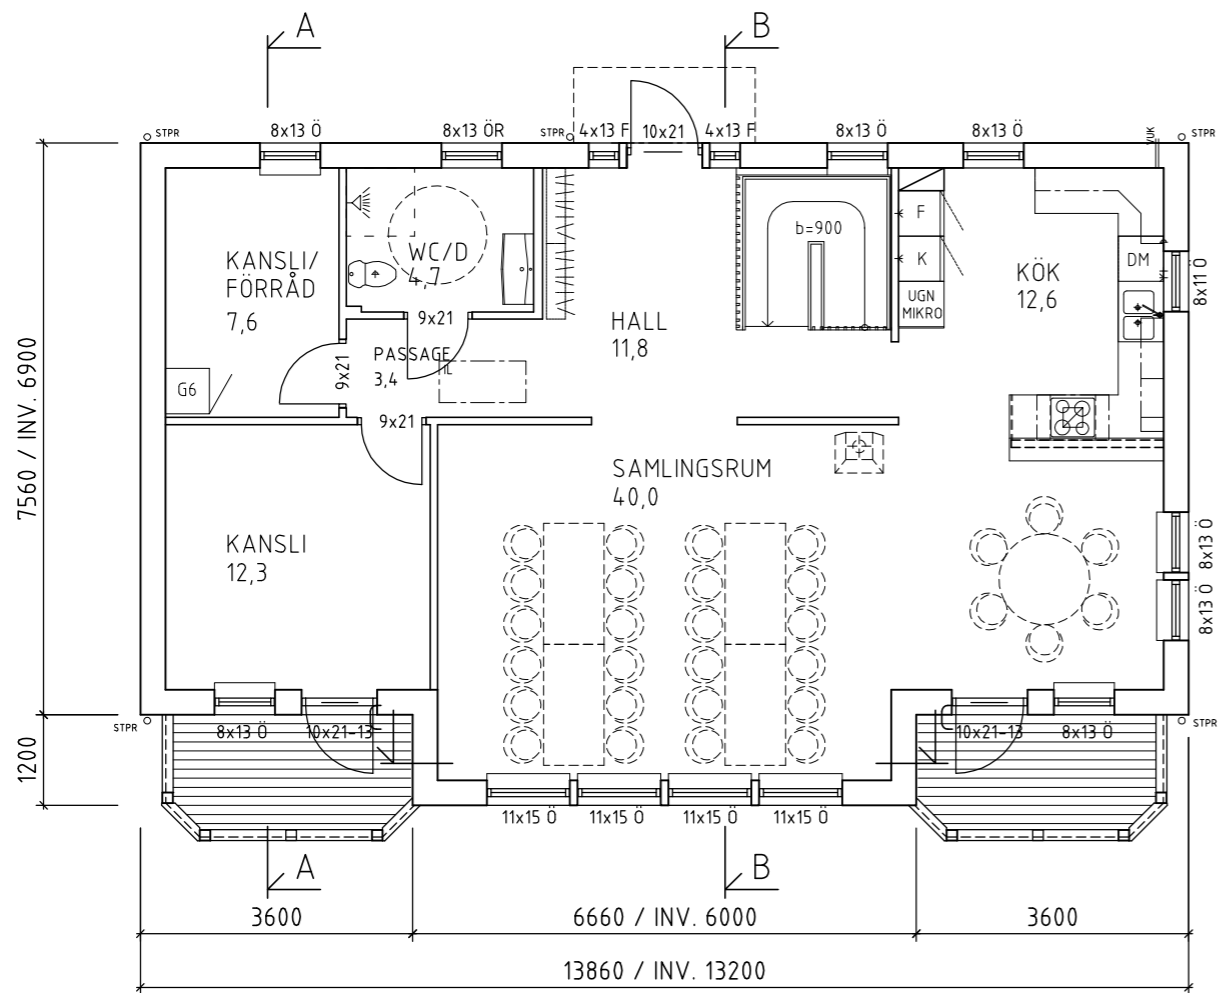 A
B
STPR
8x13 Ö
8x13 ÖR
STPR
4x13 F
10x21
4x13 F
8x13 Ö
8x13 Ö
VUK
STPR
b=900
F
K
UGN
MIKRO
DM
KÖK
12,6
8x11 Ö
WC/D
4,7
KANSLI/
FÖRRÅD
7,6
HALL
11,8
9x21
PASSAGE
3,4
IL
9x21
G6
9x21
7560 / INV. 6900
SAMLINGSRUM
40,0
KANSLI
12,3
8x13 Ö
8x13 Ö
STPR
8x13 Ö
10x21-13
10x21-13
8x13 Ö
STPR
1200
11x15 Ö
11x15 Ö
11x15 Ö
11x15 Ö
A
B
3600
6660 / INV. 6000
3600
13860 / INV. 13200